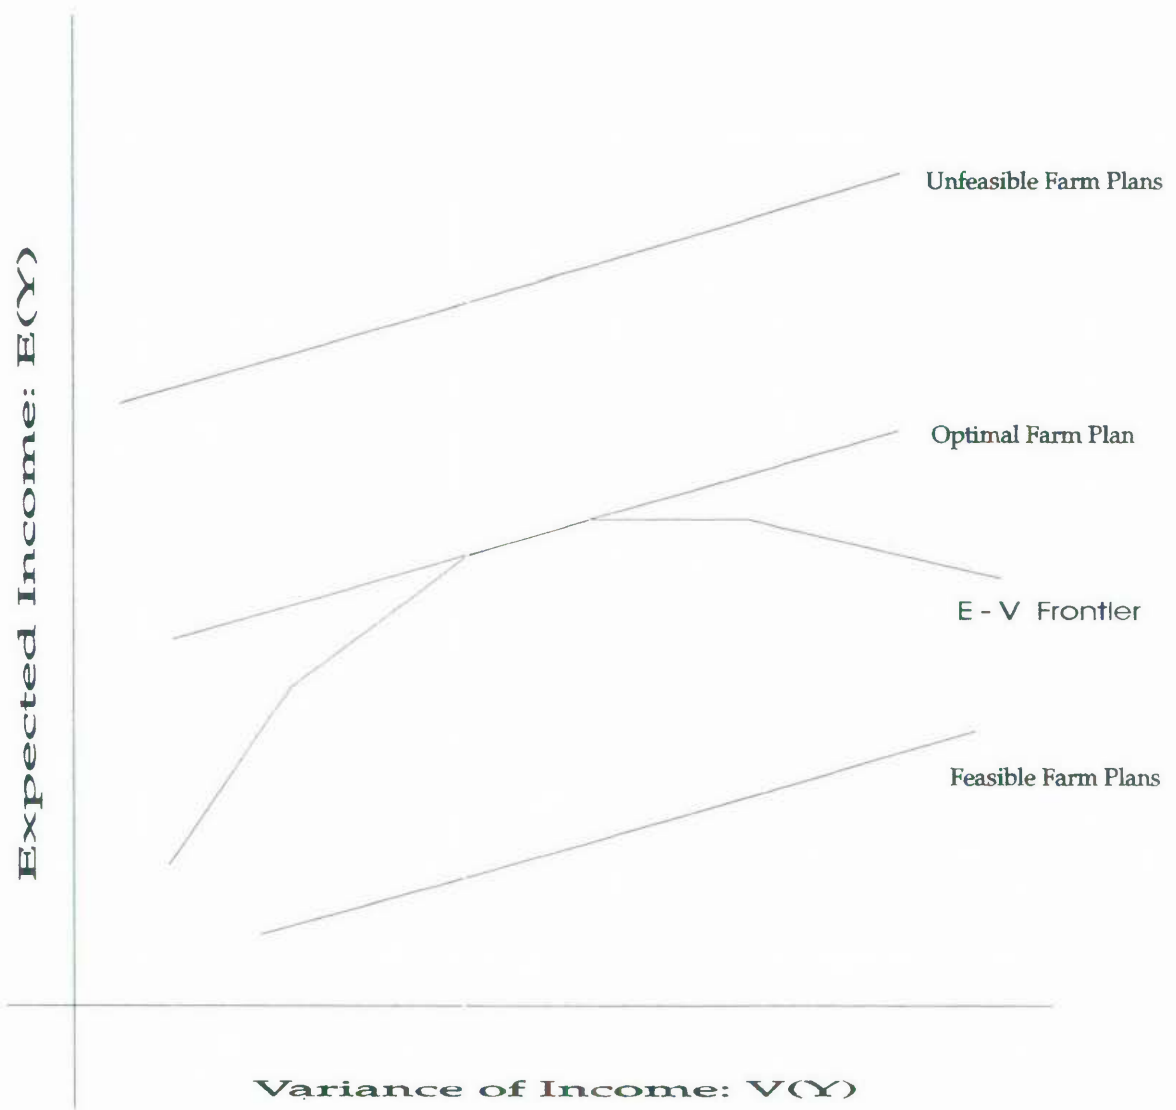 Unfeasible Farm Plans
Expected Income: E(Y)
Optimal Farm Plan
E - V Frontier
Feasible Farm Plans
Variance of Income: V(Y)